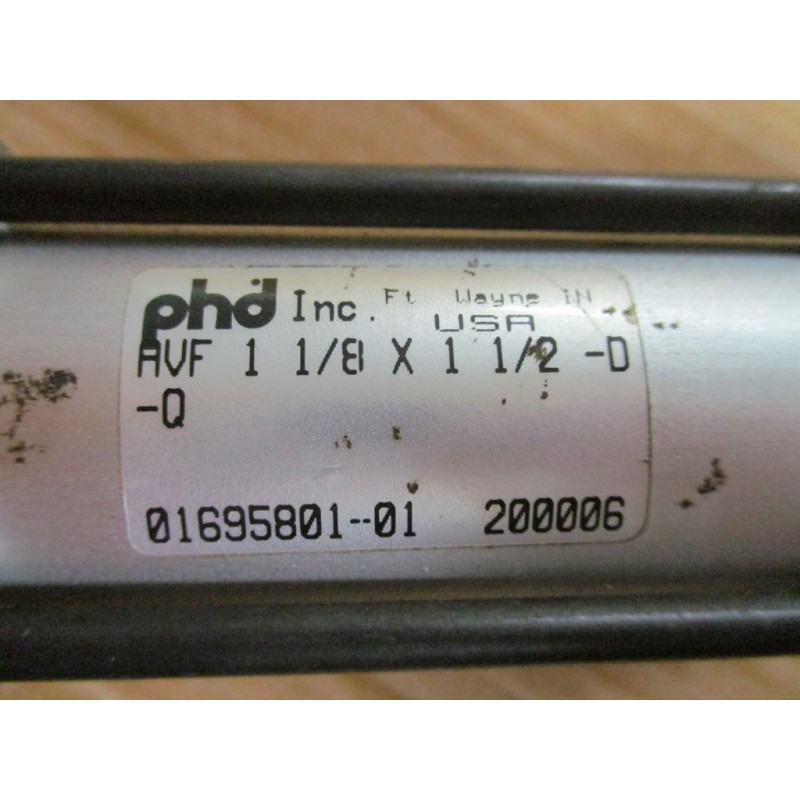 phd Inc. Ft Wayne IN
USA
AVF 1 1/8 X 1 1/2 -D
-Q
01695801-01 200006